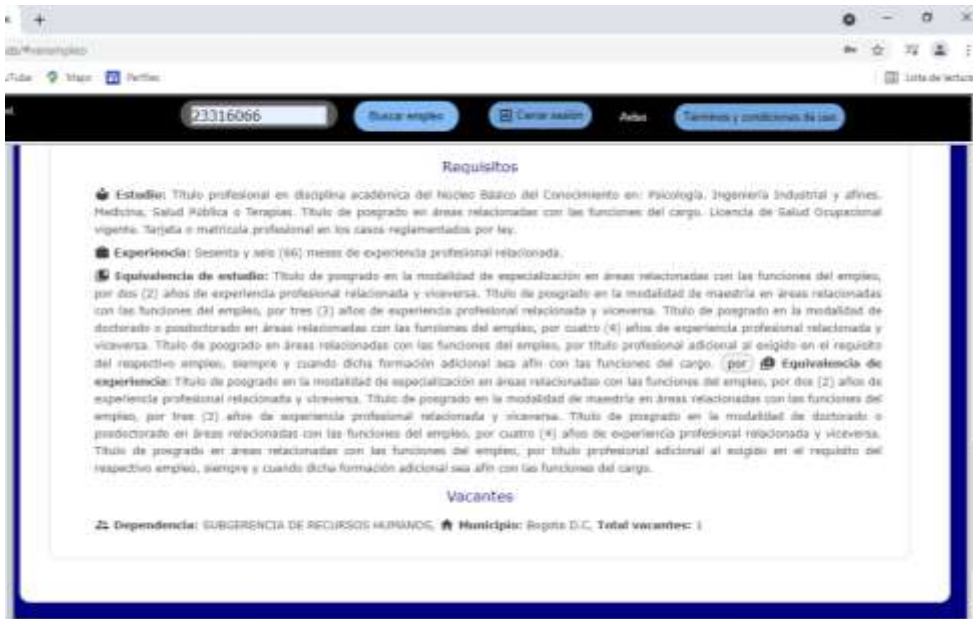 #verempleo
YouTube Maps Perfiles Lista de lectura
23316066 Buscar empleo Cerrar sesión Aviso Términos y condiciones de uso
Requisitos
Estudio: Título profesional en disciplina académica del Núcleo Básico del Conocimiento en: Psicología. Ingeniería Industrial y afines.
Medicina, Salud Pública o Terapias. Título de posgrado en áreas relacionadas con las funciones del cargo. Licencia de Salud Ocupacional
vigente. Tarjeta o matrícula profesional en los casos reglamentados por ley.
Experiencia: Sesenta y seis (66) meses de experiencia profesional relacionada.
Equivalencia de estudio: Título de posgrado en la modalidad de especialización en áreas relacionadas con las funciones del empleo,
por dos (2) años de experiencia profesional relacionada y viceversa. Título de posgrado en la modalidad de maestría en áreas relacionadas
con las funciones del empleo, por tres (3) años de experiencia profesional relacionada y viceversa. Título de posgrado en la modalidad de
doctorado o posdoctorado en áreas relacionadas con las funciones del empleo, por cuatro (4) años de experiencia profesional relacionada y
viceversa. Título de posgrado en áreas relacionadas con las funciones del empleo, por título profesional adicional al exigido en el requisito
del respectivo empleo, siempre y cuando dicha formación adicional sea afín con las funciones del cargo. por Equivalencia de
experiencia: Título de posgrado en la modalidad de especialización en áreas relacionadas con las funciones del empleo, por dos (2) años de
experiencia profesional relacionada y viceversa. Título de posgrado en la modalidad de maestría en áreas relacionadas con las funciones del
empleo, por tres (3) años de experiencia profesional relacionada y viceversa. Título de posgrado en la modalidad de doctorado o
posdoctorado en áreas relacionadas con las funciones del empleo, por cuatro (4) años de experiencia profesional relacionada y viceversa.
Título de posgrado en áreas relacionadas con las funciones del empleo, por título profesional adicional al exigido en el requisito del
respectivo empleo, siempre y cuando dicha formación adicional sea afín con las funciones del cargo.
Vacantes
Dependencia: SUBGERENCIA DE RECURSOS HUMANOS, Municipio: Bogota D.C, Total vacantes: 1